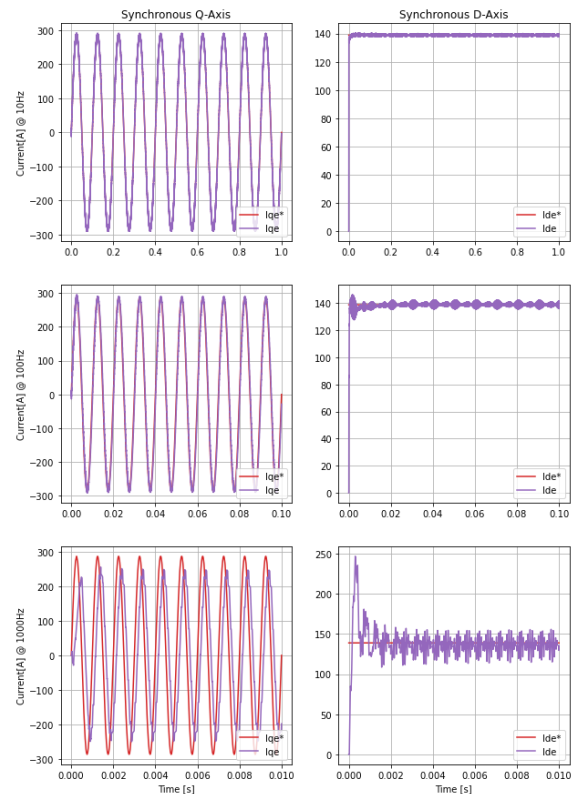 Synchronous Q-Axis
Synchronous D-Axis
Current[A] @ 10Hz
300
200
100
0
−100
−200
−300
0.0 0.2 0.4 0.6 0.8 1.0
Iqe*
Iqe
140
120
100
80
60
40
20
0
0.0 0.2 0.4 0.6 0.8 1.0
Ide*
Ide
Current[A] @ 100Hz
300
200
100
0
−100
−200
−300
0.00 0.02 0.04 0.06 0.08 0.10
Iqe*
Iqe
140
120
100
80
60
40
20
0
0.00 0.02 0.04 0.06 0.08 0.10
Ide*
Ide
Current[A] @ 1000Hz
300
200
100
0
−100
−200
−300
0.000 0.002 0.004 0.006 0.008 0.010
Time [s]
Iqe*
Iqe
250
200
150
100
50
0
0.000 0.002 0.004 0.006 0.008 0.010
Time [s]
Ide*
Ide